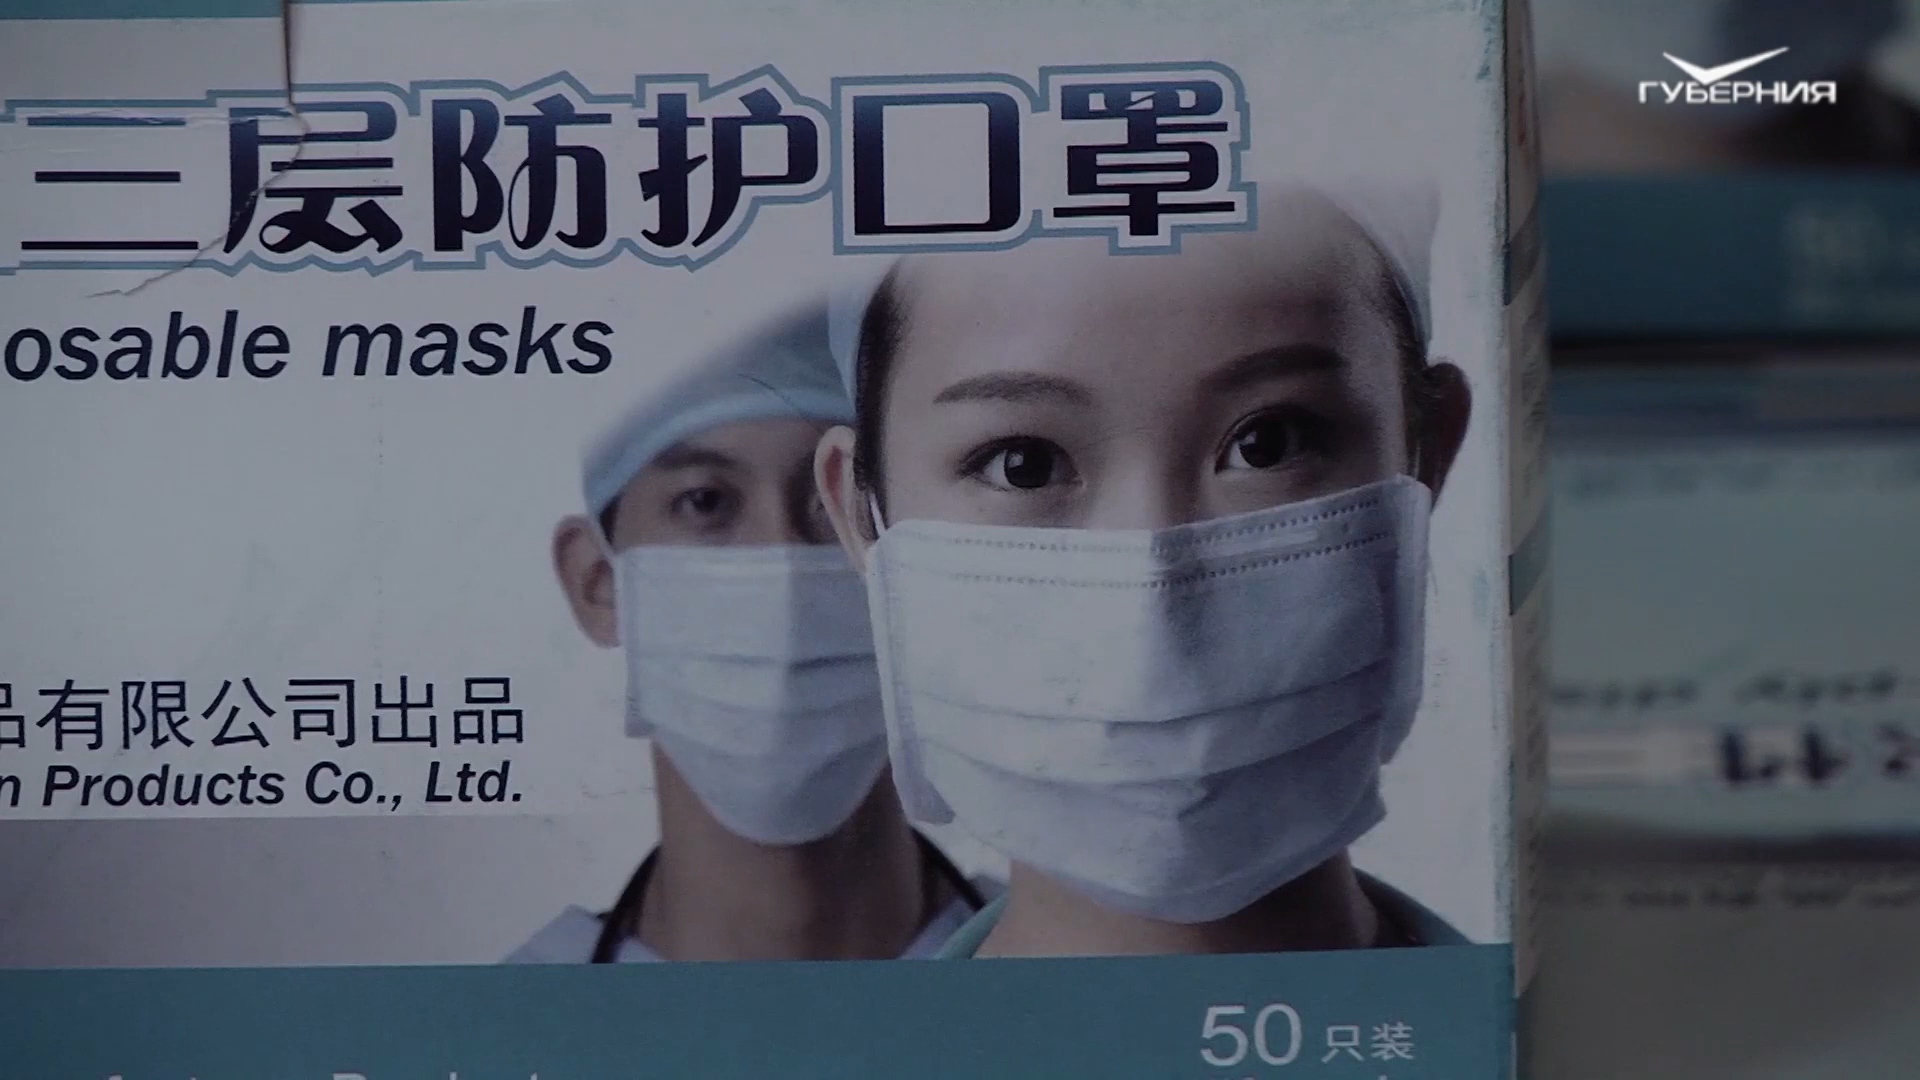 ГУБЕРНИЯ
三层防护口罩
osable masks
品有限公司出品
n Products Co., Ltd.
50 只装